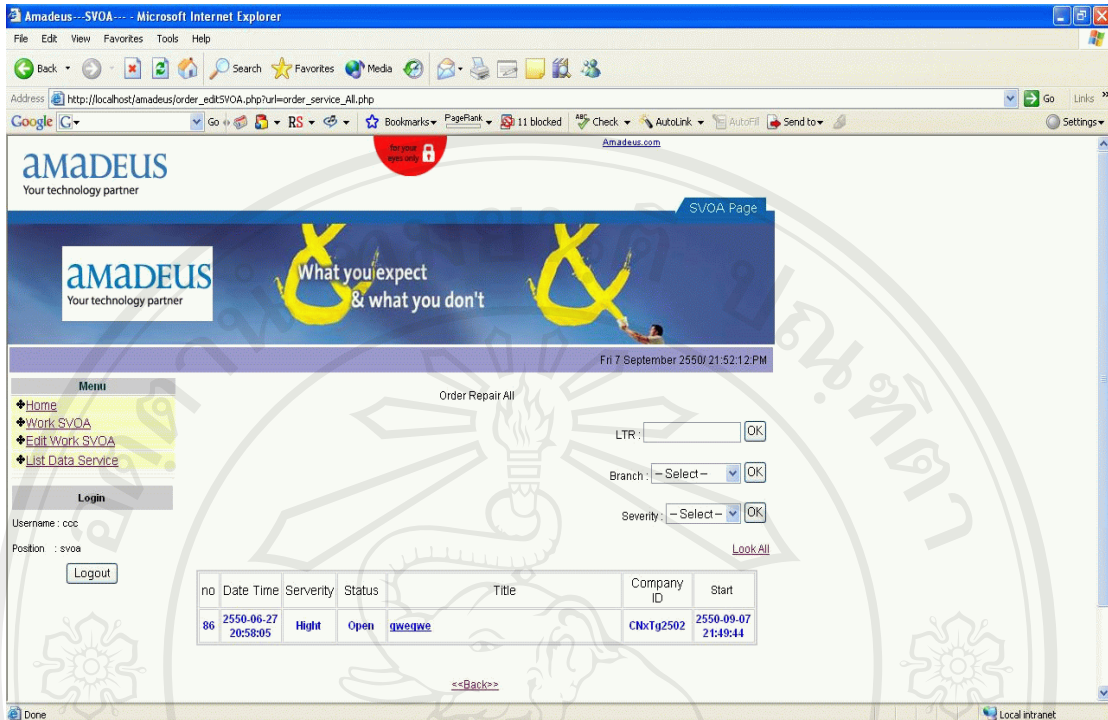 Amadeus---SVOA--- - Microsoft Internet Explorer
File Edit View Favorites Tools Help
Back Search Favorites Media
Address http://localhost/amadeus/order_editSVOA.php?url=order_service_All.php Go Links »
Google G Go RS Bookmarks PageRank 11 blocked ABC Check AutoLink AutoFill Send to Settings
for your eyes only
Amadeus.com
amadeus
Your technology partner
SVOA Page
amadeus
Your technology partner
What you expect
& what you don't
Fri 7 September 2550/ 21:52:12:PM
Menu
Home
Work SVOA
Edit Work SVOA
List Data Service
Login
Username : ccc
Position : svoa
Logout
Order Repair All
LTR : OK
Branch : --Select-- OK
Severity : --Select-- OK
Look All
no Date Time Serverity Status Title Company ID Start
86 2550-06-27 20:58:05 Hight Open qweqwe CNxTg2502 2550-09-07 21:49:44
<<Back>>
Done Local intranet